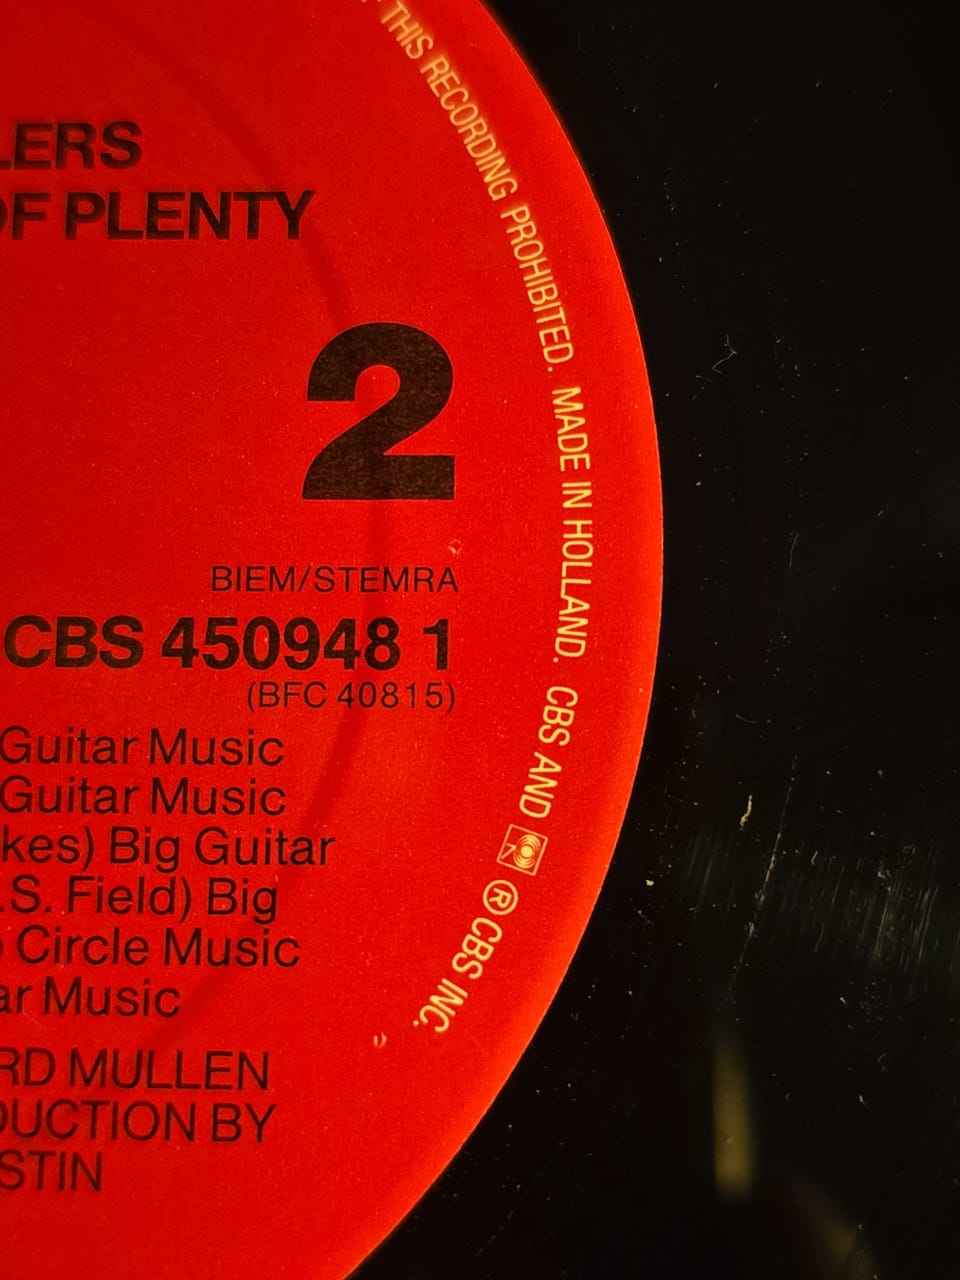 LERS
OF PLENTY
2
BIEM/STEMRA
CBS 450948 1
(BFC 40815)
Guitar Music
Guitar Music
kes) Big Guitar
.S. Field) Big
Circle Music
ar Music
RD MULLEN
DUCTION BY
STIN
THIS RECORDING PROHIBITED. MADE IN HOLLAND. CBS AND ® CBS INC.